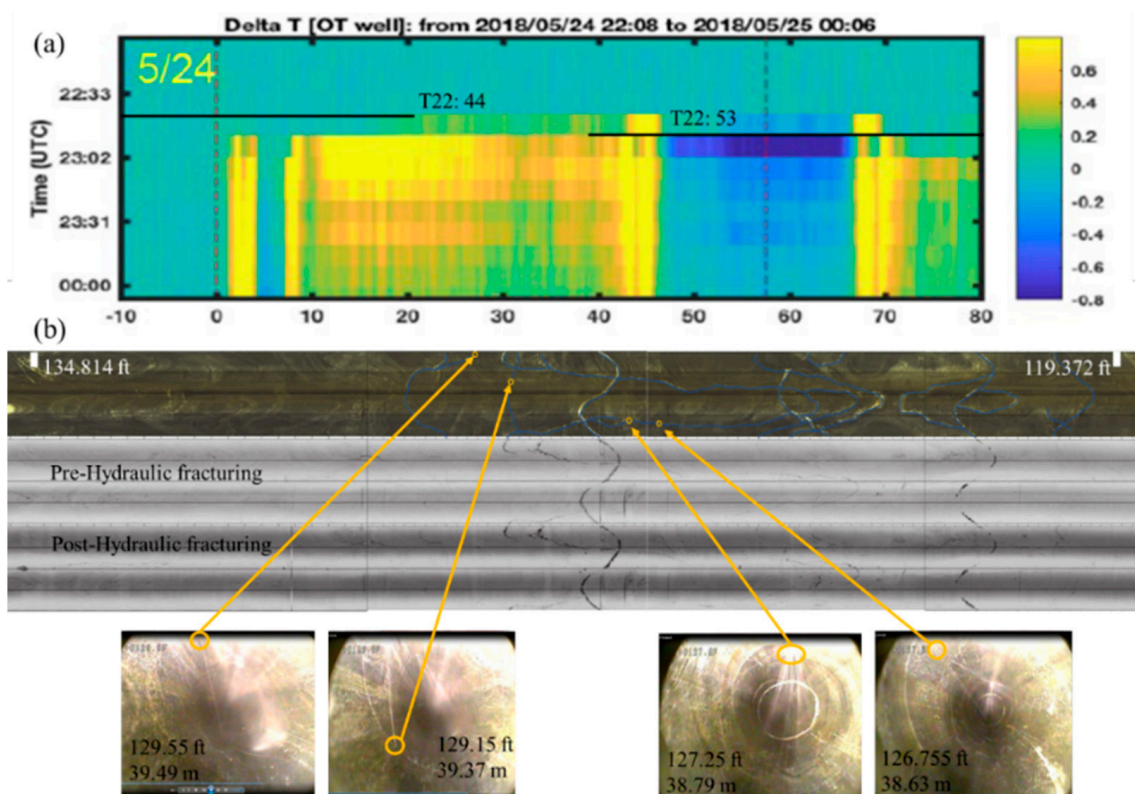 Delta T [OT well]: from 2018/05/24 22:08 to 2018/05/25 00:06
(a)
5/24
T22: 44
T22: 53
Time (UTC)
22:33
23:02
23:31
00:00
-10 0 10 20 30 40 50 60 70 80
0.6
0.4
0.2
0
-0.2
-0.4
-0.6
-0.8
(b)
134.814 ft
119.372 ft
Pre-Hydraulic fracturing
Post-Hydraulic fracturing
129.55 ft
39.49 m
129.15 ft
39.37 m
127.25 ft
38.79 m
126.755 ft
38.63 m